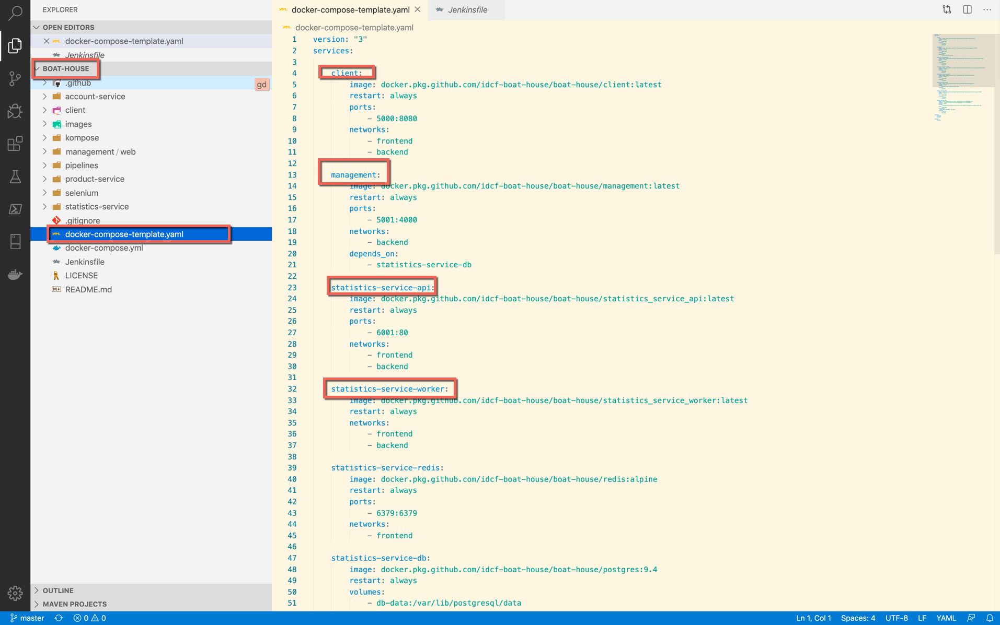 EXPLORER
OPEN EDITORS
docker-compose-template.yaml
Jenkinsfile
BOAT-HOUSE
.github
gd
account-service
client
images
kompose
management / web
pipelines
product-service
selenium
statistics-service
.gitignore
docker-compose-template.yaml
docker-compose.yml
Jenkinsfile
LICENSE
README.md
OUTLINE
MAVEN PROJECTS
docker-compose-template.yaml
Jenkinsfile
docker-compose-template.yaml
1 version: "3"
2 services:
3
4 client:
5 image: docker.pkg.github.com/idcf-boat-house/boat-house/client:latest
6 restart: always
7 ports:
8 - 5000:8080
9 networks:
10 - frontend
11 - backend
12
13 management:
14 image: docker.pkg.github.com/idcf-boat-house/boat-house/management:latest
15 restart: always
16 ports:
17 - 5001:4000
18 networks:
19 - backend
20 depends_on:
21 - statistics-service-db
22
23 statistics-service-api:
24 image: docker.pkg.github.com/idcf-boat-house/boat-house/statistics_service_api:latest
25 restart: always
26 ports:
27 - 6001:80
28 networks:
29 - frontend
30 - backend
31
32 statistics-service-worker:
33 image: docker.pkg.github.com/idcf-boat-house/boat-house/statistics_service_worker:latest
34 restart: always
35 networks:
36 - frontend
37 - backend
38
39 statistics-service-redis:
40 image: docker.pkg.github.com/idcf-boat-house/boat-house/redis:alpine
41 restart: always
42 ports:
43 - 6379:6379
44 networks:
45 - frontend
46
47 statistics-service-db:
48 image: docker.pkg.github.com/idcf-boat-house/boat-house/postgres:9.4
49 restart: always
50 volumes:
51 - db-data:/var/lib/postgresql/data
master 0 0 Ln 1, Col 1 Spaces: 4 UTF-8 LF YAML